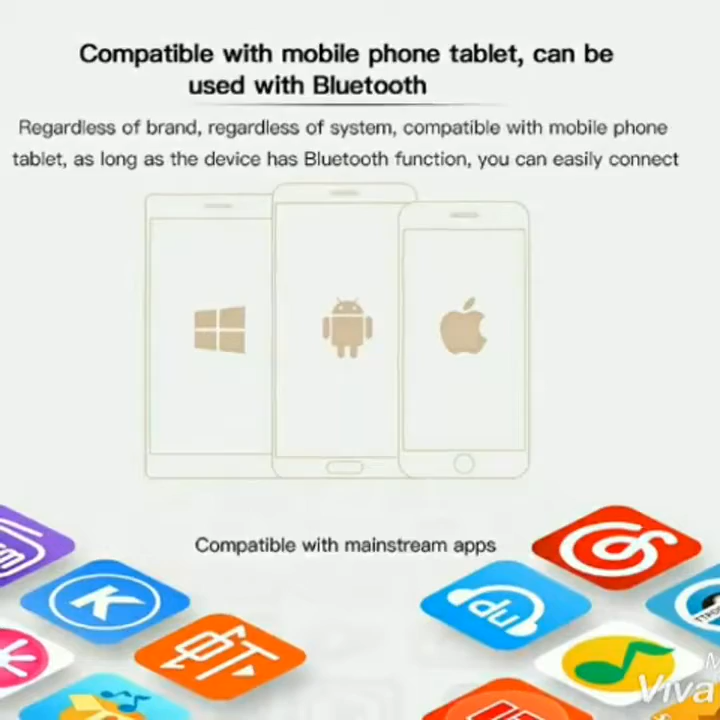 Compatible with mobile phone tablet, can be
used with Bluetooth
Regardless of brand, regardless of system, compatible with mobile phone
tablet, as long as the device has Bluetooth function, you can easily connect
Compatible with mainstream apps
K
du
Viva